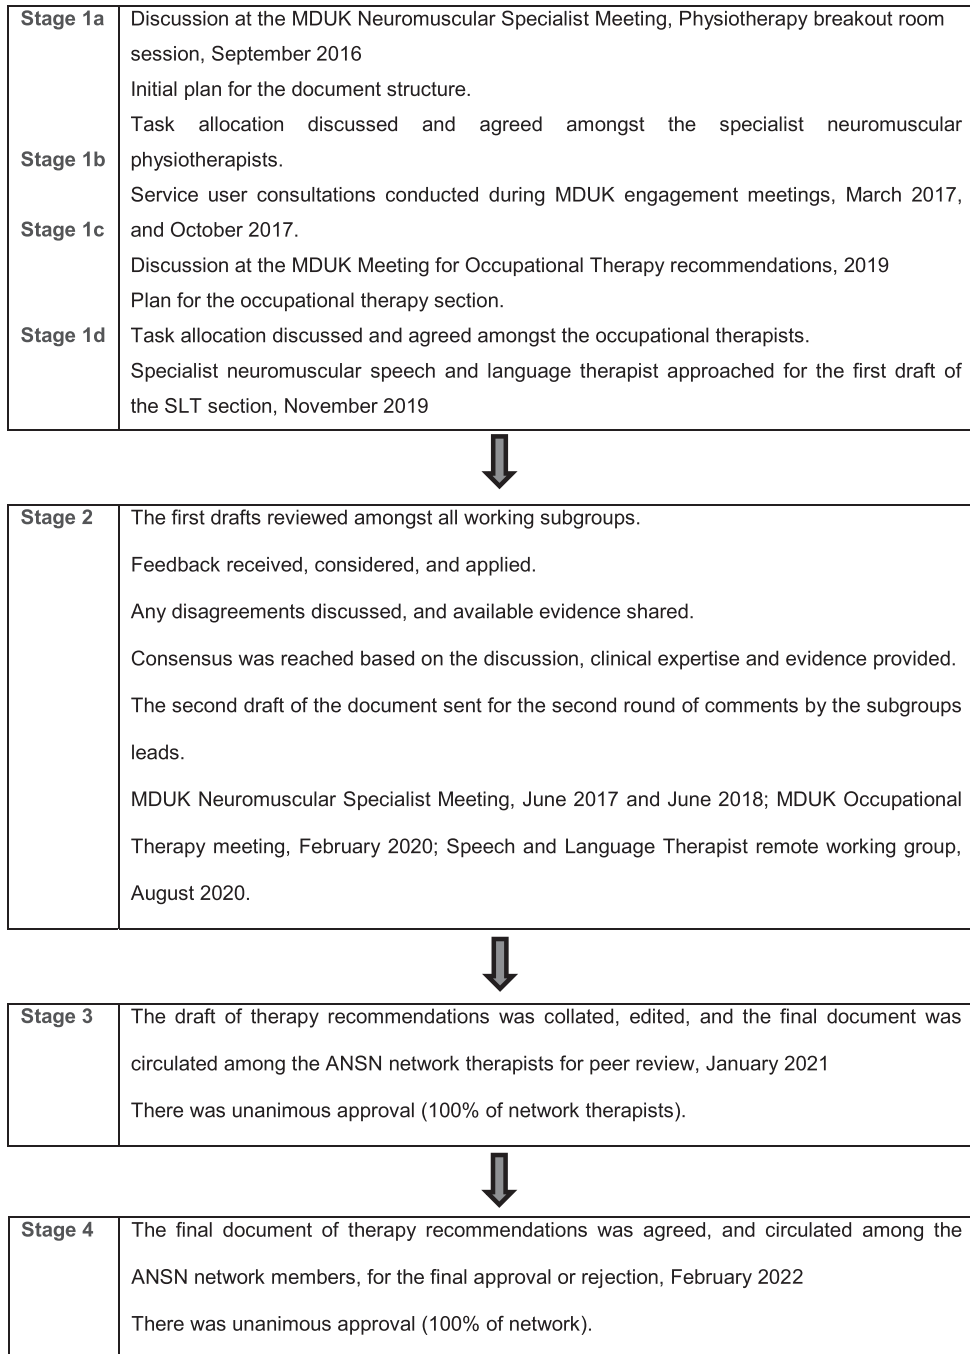 Stage 1a Discussion at the MDUK Neuromuscular Specialist Meeting, Physiotherapy breakout room
session, September 2016
Initial plan for the document structure.
Task allocation discussed and agreed amongst the specialist neuromuscular
Stage 1b physiotherapists.
Service user consultations conducted during MDUK engagement meetings, March 2017,
Stage 1c and October 2017.
Discussion at the MDUK Meeting for Occupational Therapy recommendations, 2019
Plan for the occupational therapy section.
Stage 1d Task allocation discussed and agreed amongst the occupational therapists.
Specialist neuromuscular speech and language therapist approached for the first draft of
the SLT section, November 2019
Stage 2 The first drafts reviewed amongst all working subgroups.
Feedback received, considered, and applied.
Any disagreements discussed, and available evidence shared.
Consensus was reached based on the discussion, clinical expertise and evidence provided.
The second draft of the document sent for the second round of comments by the subgroups
leads.
MDUK Neuromuscular Specialist Meeting, June 2017 and June 2018; MDUK Occupational
Therapy meeting, February 2020; Speech and Language Therapist remote working group,
August 2020.
Stage 3 The draft of therapy recommendations was collated, edited, and the final document was
circulated among the ANSN network therapists for peer review, January 2021
There was unanimous approval (100% of network therapists).
Stage 4 The final document of therapy recommendations was agreed, and circulated among the
ANSN network members, for the final approval or rejection, February 2022
There was unanimous approval (100% of network).